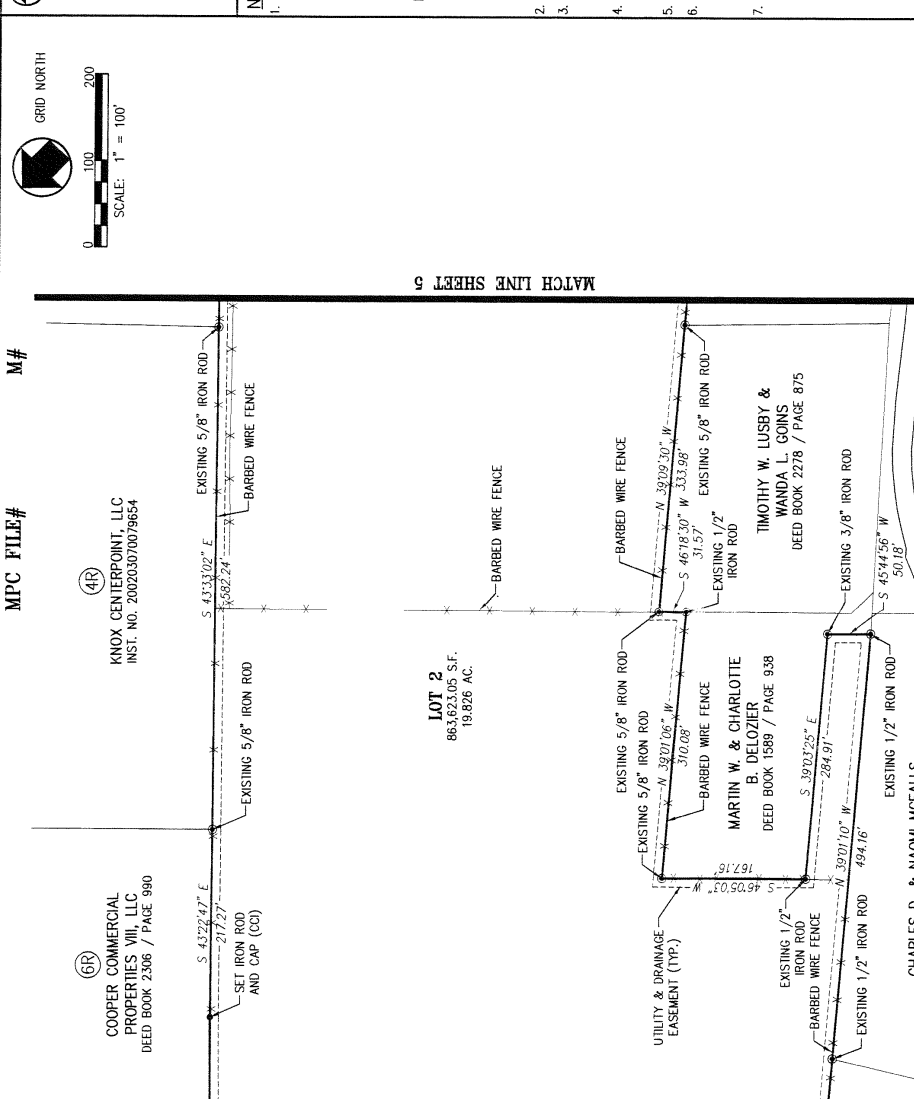 MPC FILE#
M#
GRID NORTH
0 100 200
SCALE: 1" = 100'
N
1.
2.
3.
4.
5.
6.
7.
MATCH LINE SHEET 5
4R
KNOX CENTERPOINT, LLC
INST. NO. 200203070079654
EXISTING 5/8" IRON ROD
BARBED WIRE FENCE
S 43°33'02" E
582.24'
EXISTING 5/8" IRON ROD
6R
COOPER COMMERCIAL
PROPERTIES VIII, LLC
DEED BOOK 2306 / PAGE 990
S 43°22'47" E
217.27'
SET IRON ROD
AND CAP (CCI)
BARBED WIRE FENCE
LOT 2
863,623.05 S.F.
19.826 AC.
BARBED WIRE FENCE
N 39°09'30" W
333.98'
EXISTING 5/8" IRON ROD
S 46°18'30" W
31.57'
EXISTING 1/2"
IRON ROD
TIMOTHY W. LUSBY &
WANDA L. GOINS
DEED BOOK 2278 / PAGE 875
EXISTING 5/8" IRON ROD
EXISTING 5/8" IRON ROD
N 39°01'06" W
310.08'
BARBED WIRE FENCE
MARTIN W. & CHARLOTTE
B. DELOZIER
DEED BOOK 1589 / PAGE 938
S 46°05'03" W
167.16'
UTILITY & DRAINAGE
EASEMENT (TYP.)
EXISTING 3/8" IRON ROD
S 45°44'56" W
50.18'
S 39°03'25" E
284.91'
EXISTING 1/2"
IRON ROD
BARBED WIRE FENCE
N 39°01'10" W
494.16'
EXISTING 1/2" IRON ROD
EXISTING 1/2" IRON ROD